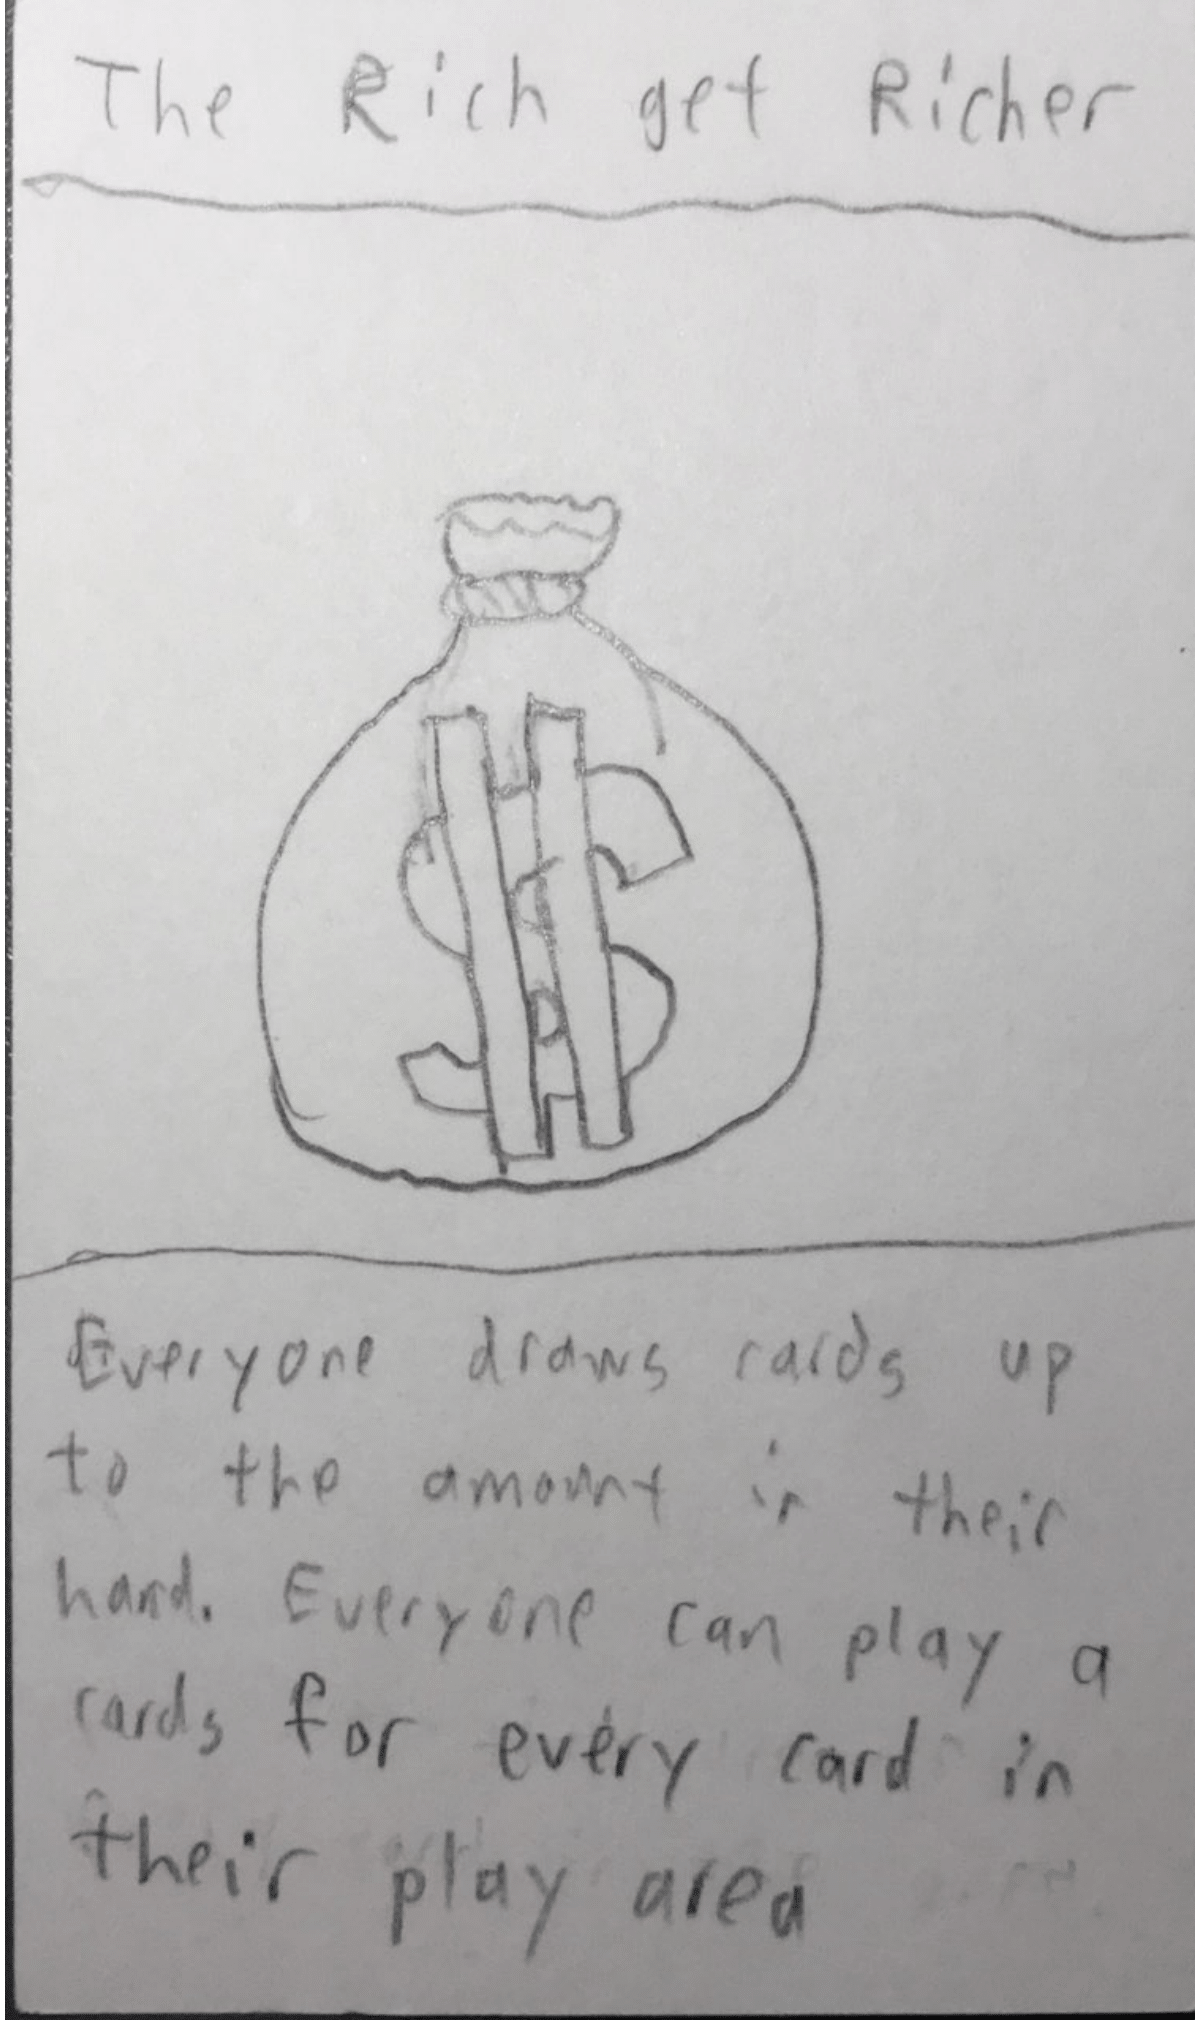 The Rich get Richer
$
Everyone draws cards up
to the amount in their
hand. Everyone can play a
cards for every card in
their play area